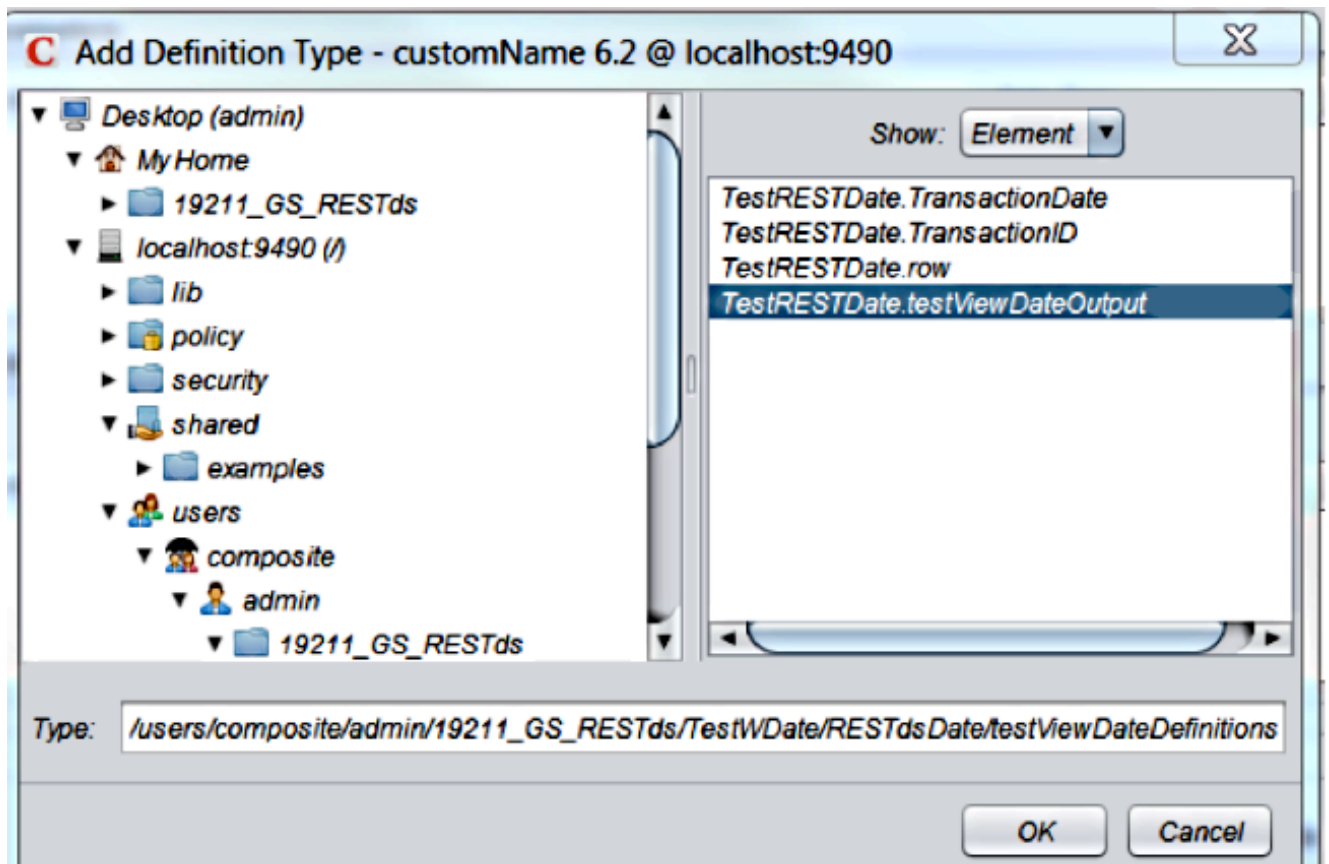 C Add Definition Type - customName 6.2 @ localhost:9490
Desktop (admin)
My Home
19211_GS_RESTds
localhost:9490 (/)
lib
policy
security
shared
examples
users
composite
admin
19211_GS_RESTds
Show: Element
TestRESTDate.TransactionDate
TestRESTDate.TransactionID
TestRESTDate.row
TestRESTDate.testViewDateOutput
Type: /users/composite/admin/19211_GS_RESTds/TestWDate/RESTdsDate/testViewDateDefinitions
OK Cancel